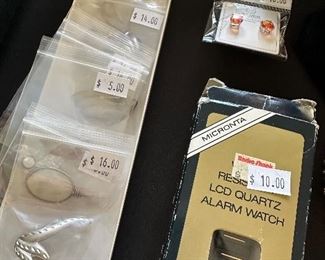 $ 14.00
$ 5.00
$ 16.00
MICRONTA
Radio Shack
$ 10.00
LCD QUARTZ
ALARM WATCH